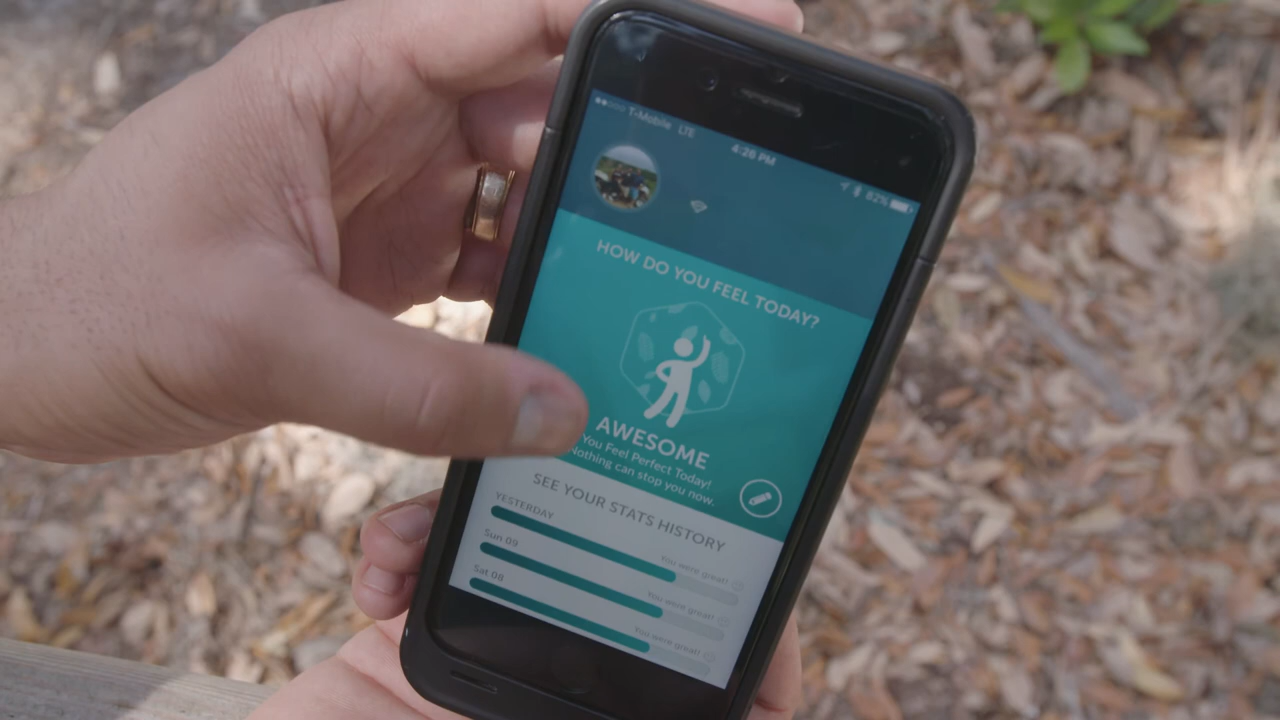 T-Mobile LTE
4:26 PM
82%
HOW DO YOU FEEL TODAY?
AWESOME
You Feel Perfect Today!
Nothing can stop you now.
SEE YOUR STATS HISTORY
YESTERDAY
You were great!
Sun 09
You were great!
Sat 08
You were great!